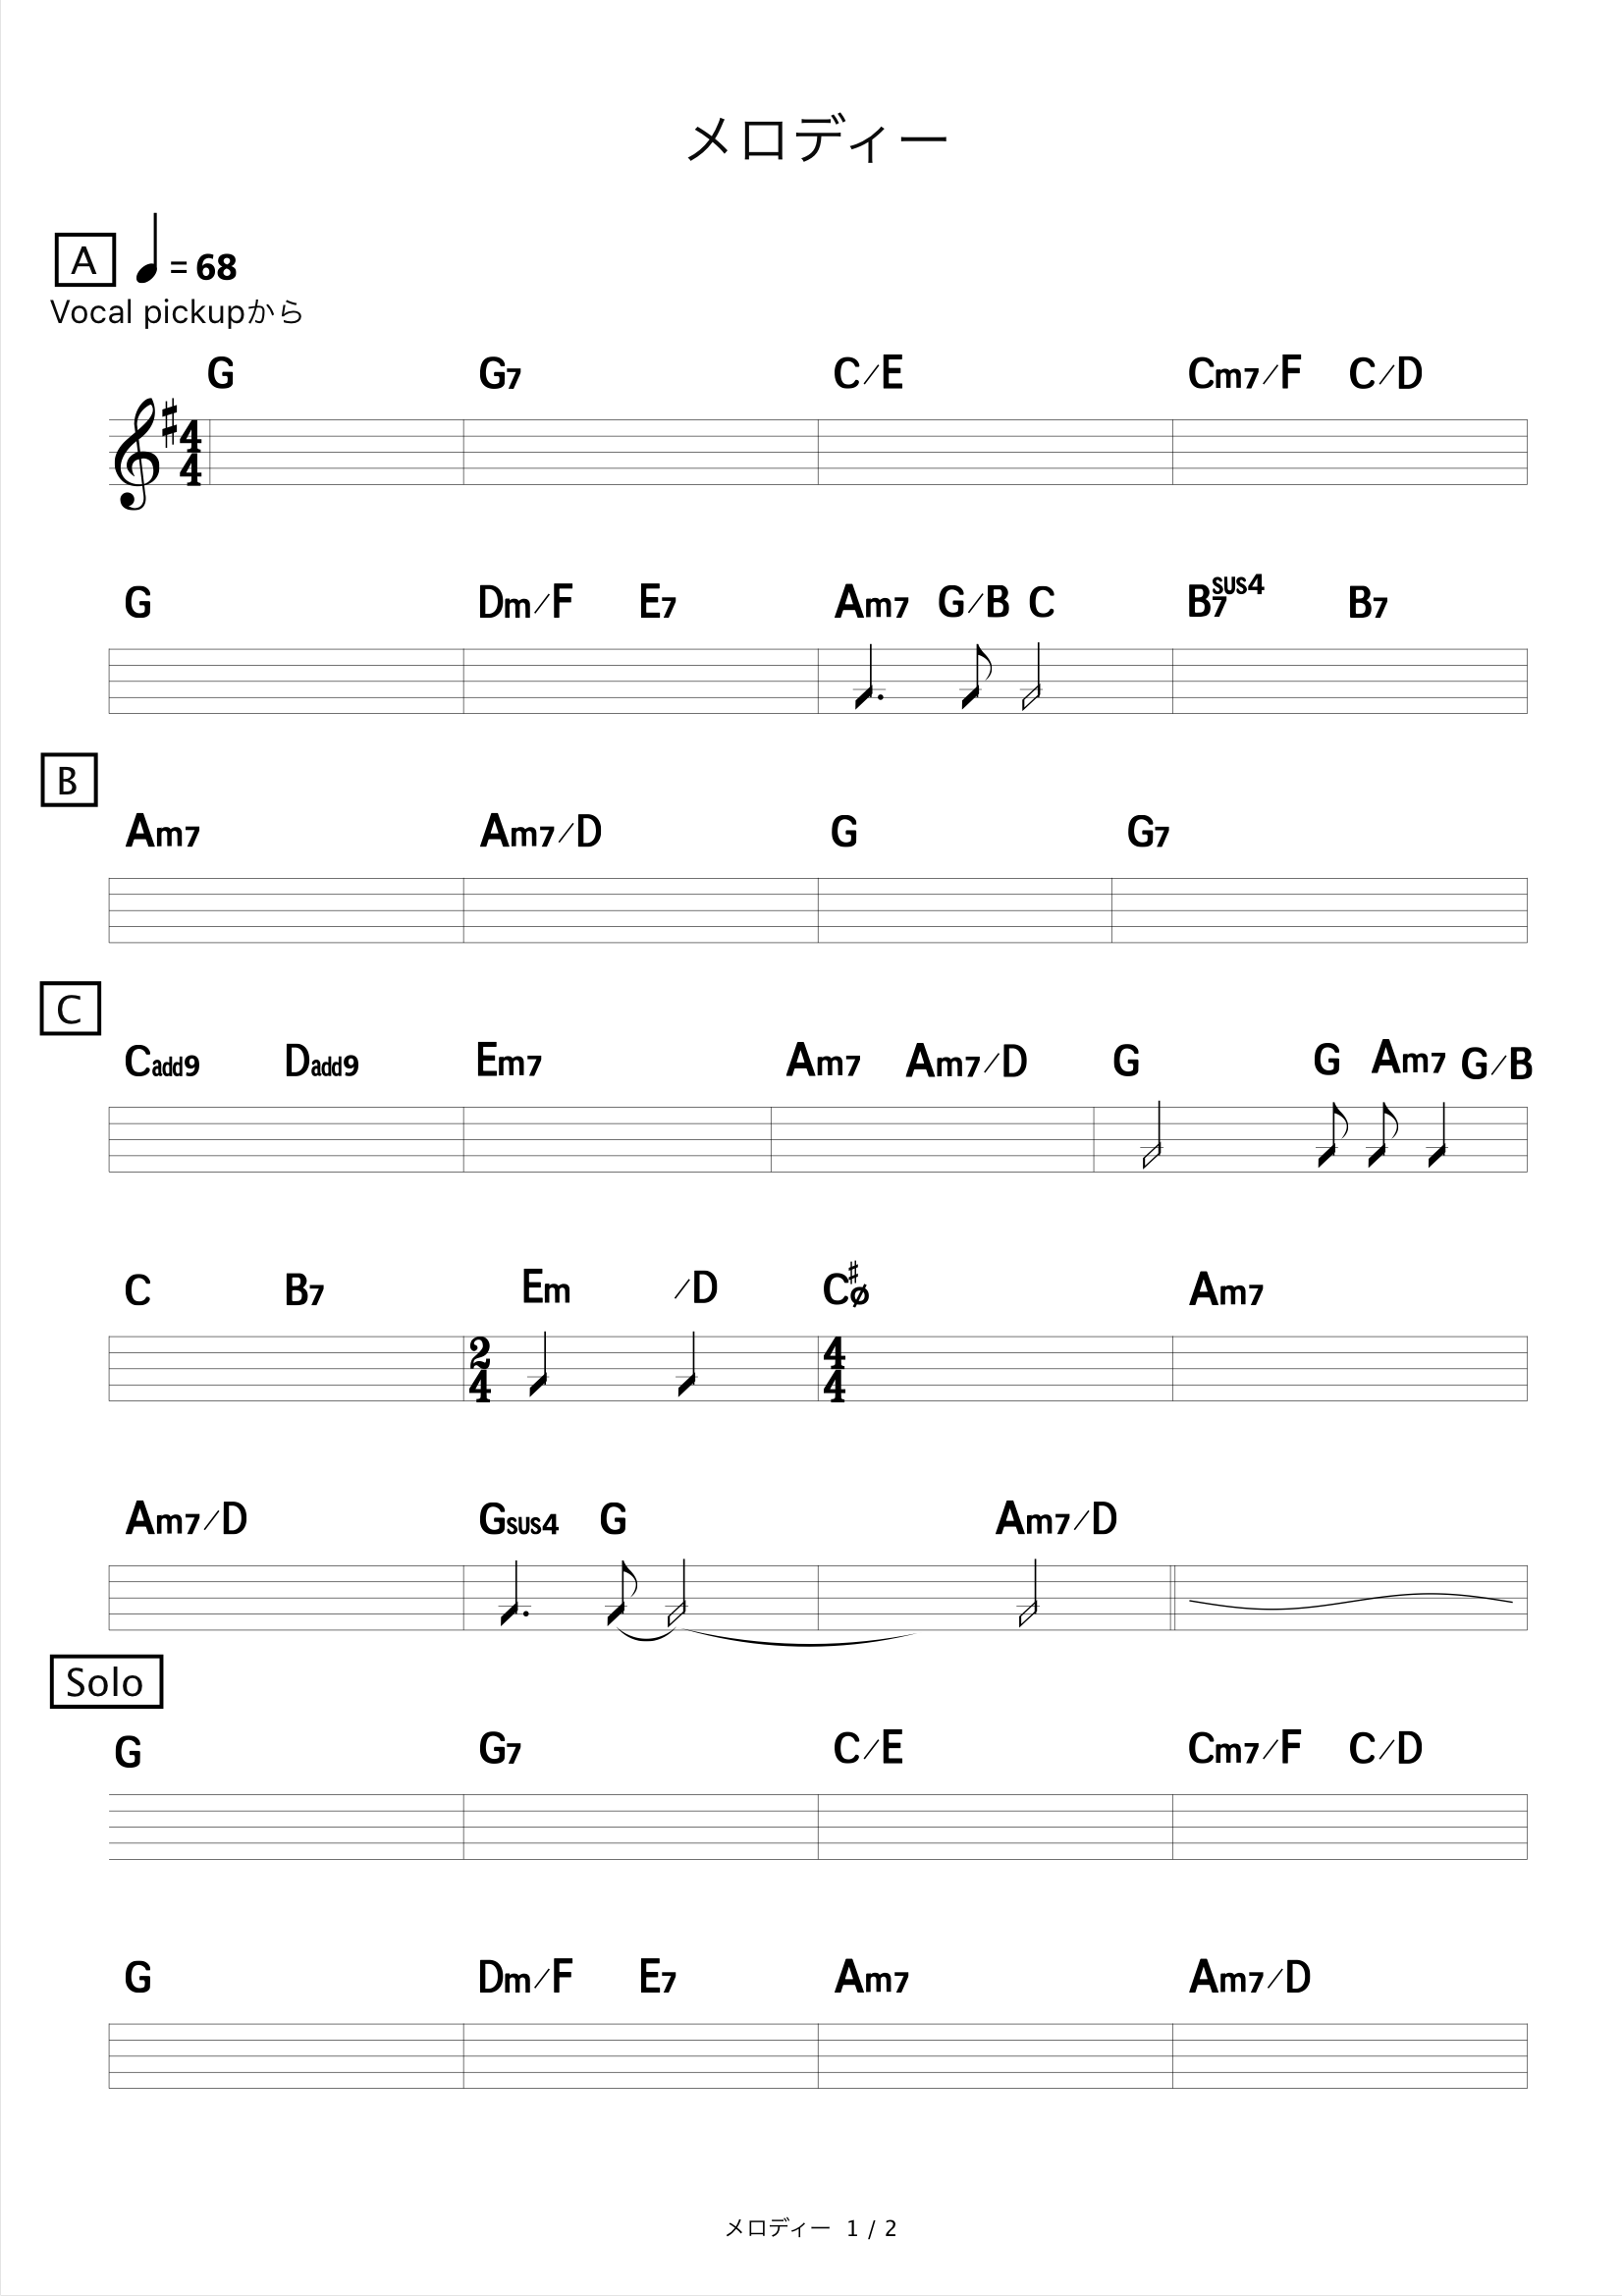 メロディー
A ♩= 68
Vocal pickupから
G G7 C/E Cm7/F C/D
4 4
G Dm/F E7 Am7 G/B C B7sus4 B7
B
Am7 Am7/D G G7
C
Cadd9 Dadd9 Em7 Am7 Am7/D G G Am7 G/B
C B7 Em /D C#ø Am7
2 4 4 4
Am7/D Gsus4 G Am7/D
Solo
G G7 C/E Cm7/F C/D
G Dm/F E7 Am7 Am7/D
メロディー 1 / 2